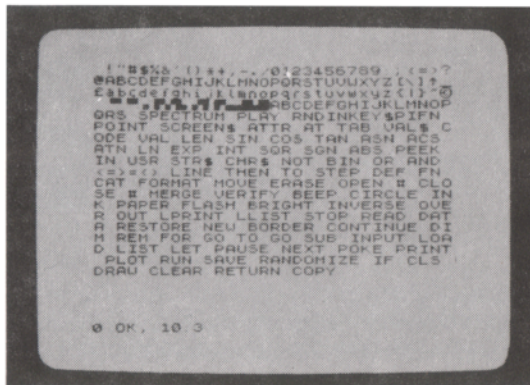 !"#$%&'()*+,-./0123456789:;<=>?
@ABCDEFGHIJKLMNOPQRSTUVWXYZ[\]↑_
£abcdefghijklmnopqrstuvwxyz{|}~©
ABCDEFGHIJKLMNOP
QRS SPECTRUM PLAY RNDINKEY$PIFN
POINT SCREEN$ ATTR AT TAB VAL$ C
ODE VAL LEN SIN COS TAN ASN ACS
ATN LN EXP INT SQR SGN ABS PEEK
IN USR STR$ CHR$ NOT BIN OR AND
<=>=<> LINE THEN TO STEP DEF FN
CAT FORMAT MOVE ERASE OPEN # CLO
SE # MERGE VERIFY BEEP CIRCLE IN
K PAPER FLASH BRIGHT INVERSE OVE
R OUT LPRINT LLIST STOP READ DAT
A RESTORE NEW BORDER CONTINUE DI
M REM FOR GO TO GO SUB INPUT LOA
D LIST LET PAUSE NEXT POKE PRINT
PLOT RUN SAVE RANDOMIZE IF CLS
DRAW CLEAR RETURN COPY
0 OK, 10:3